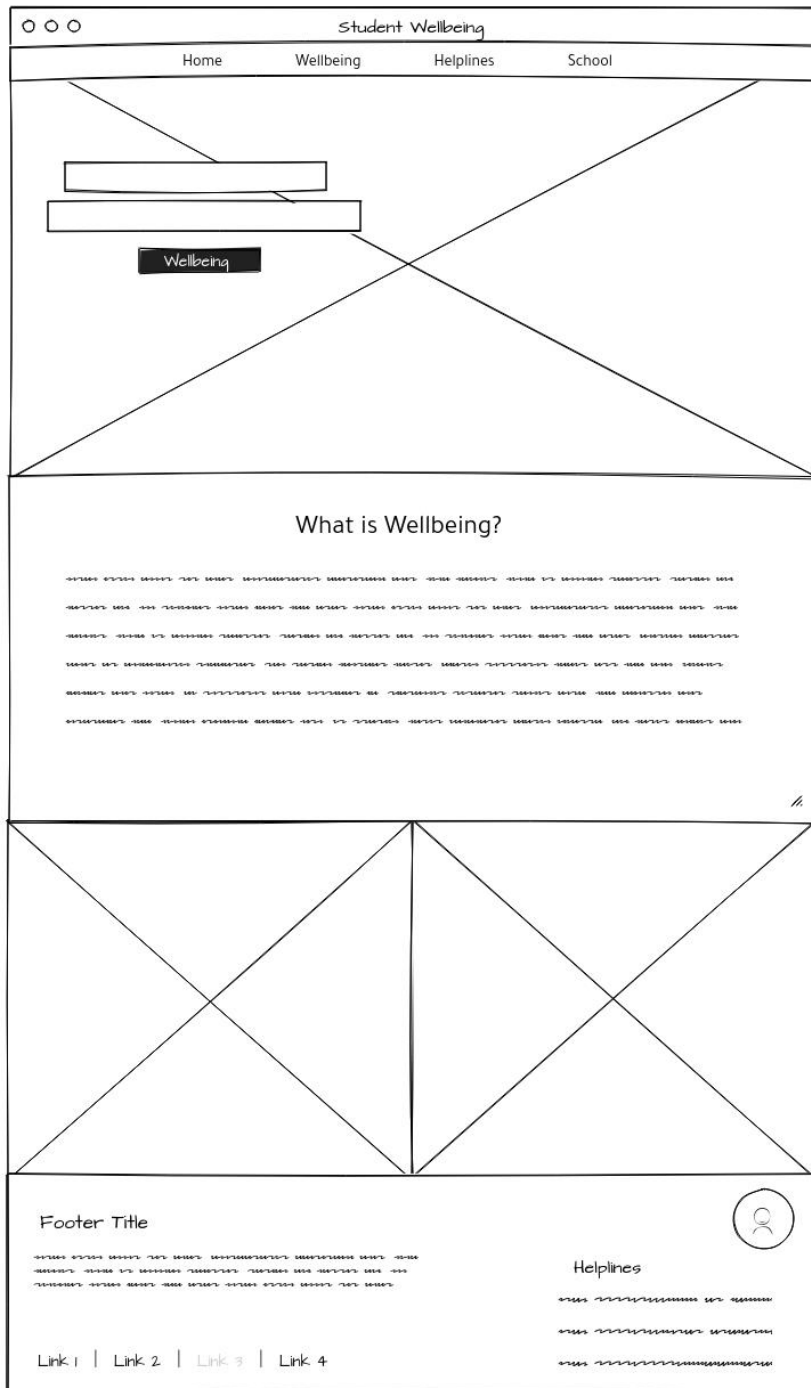 Student Wellbeing
Home Wellbeing Helplines School
Wellbeing
What is Wellbeing?
Footer Title
Helplines
Link 1 | Link 2 | Link 3 | Link 4